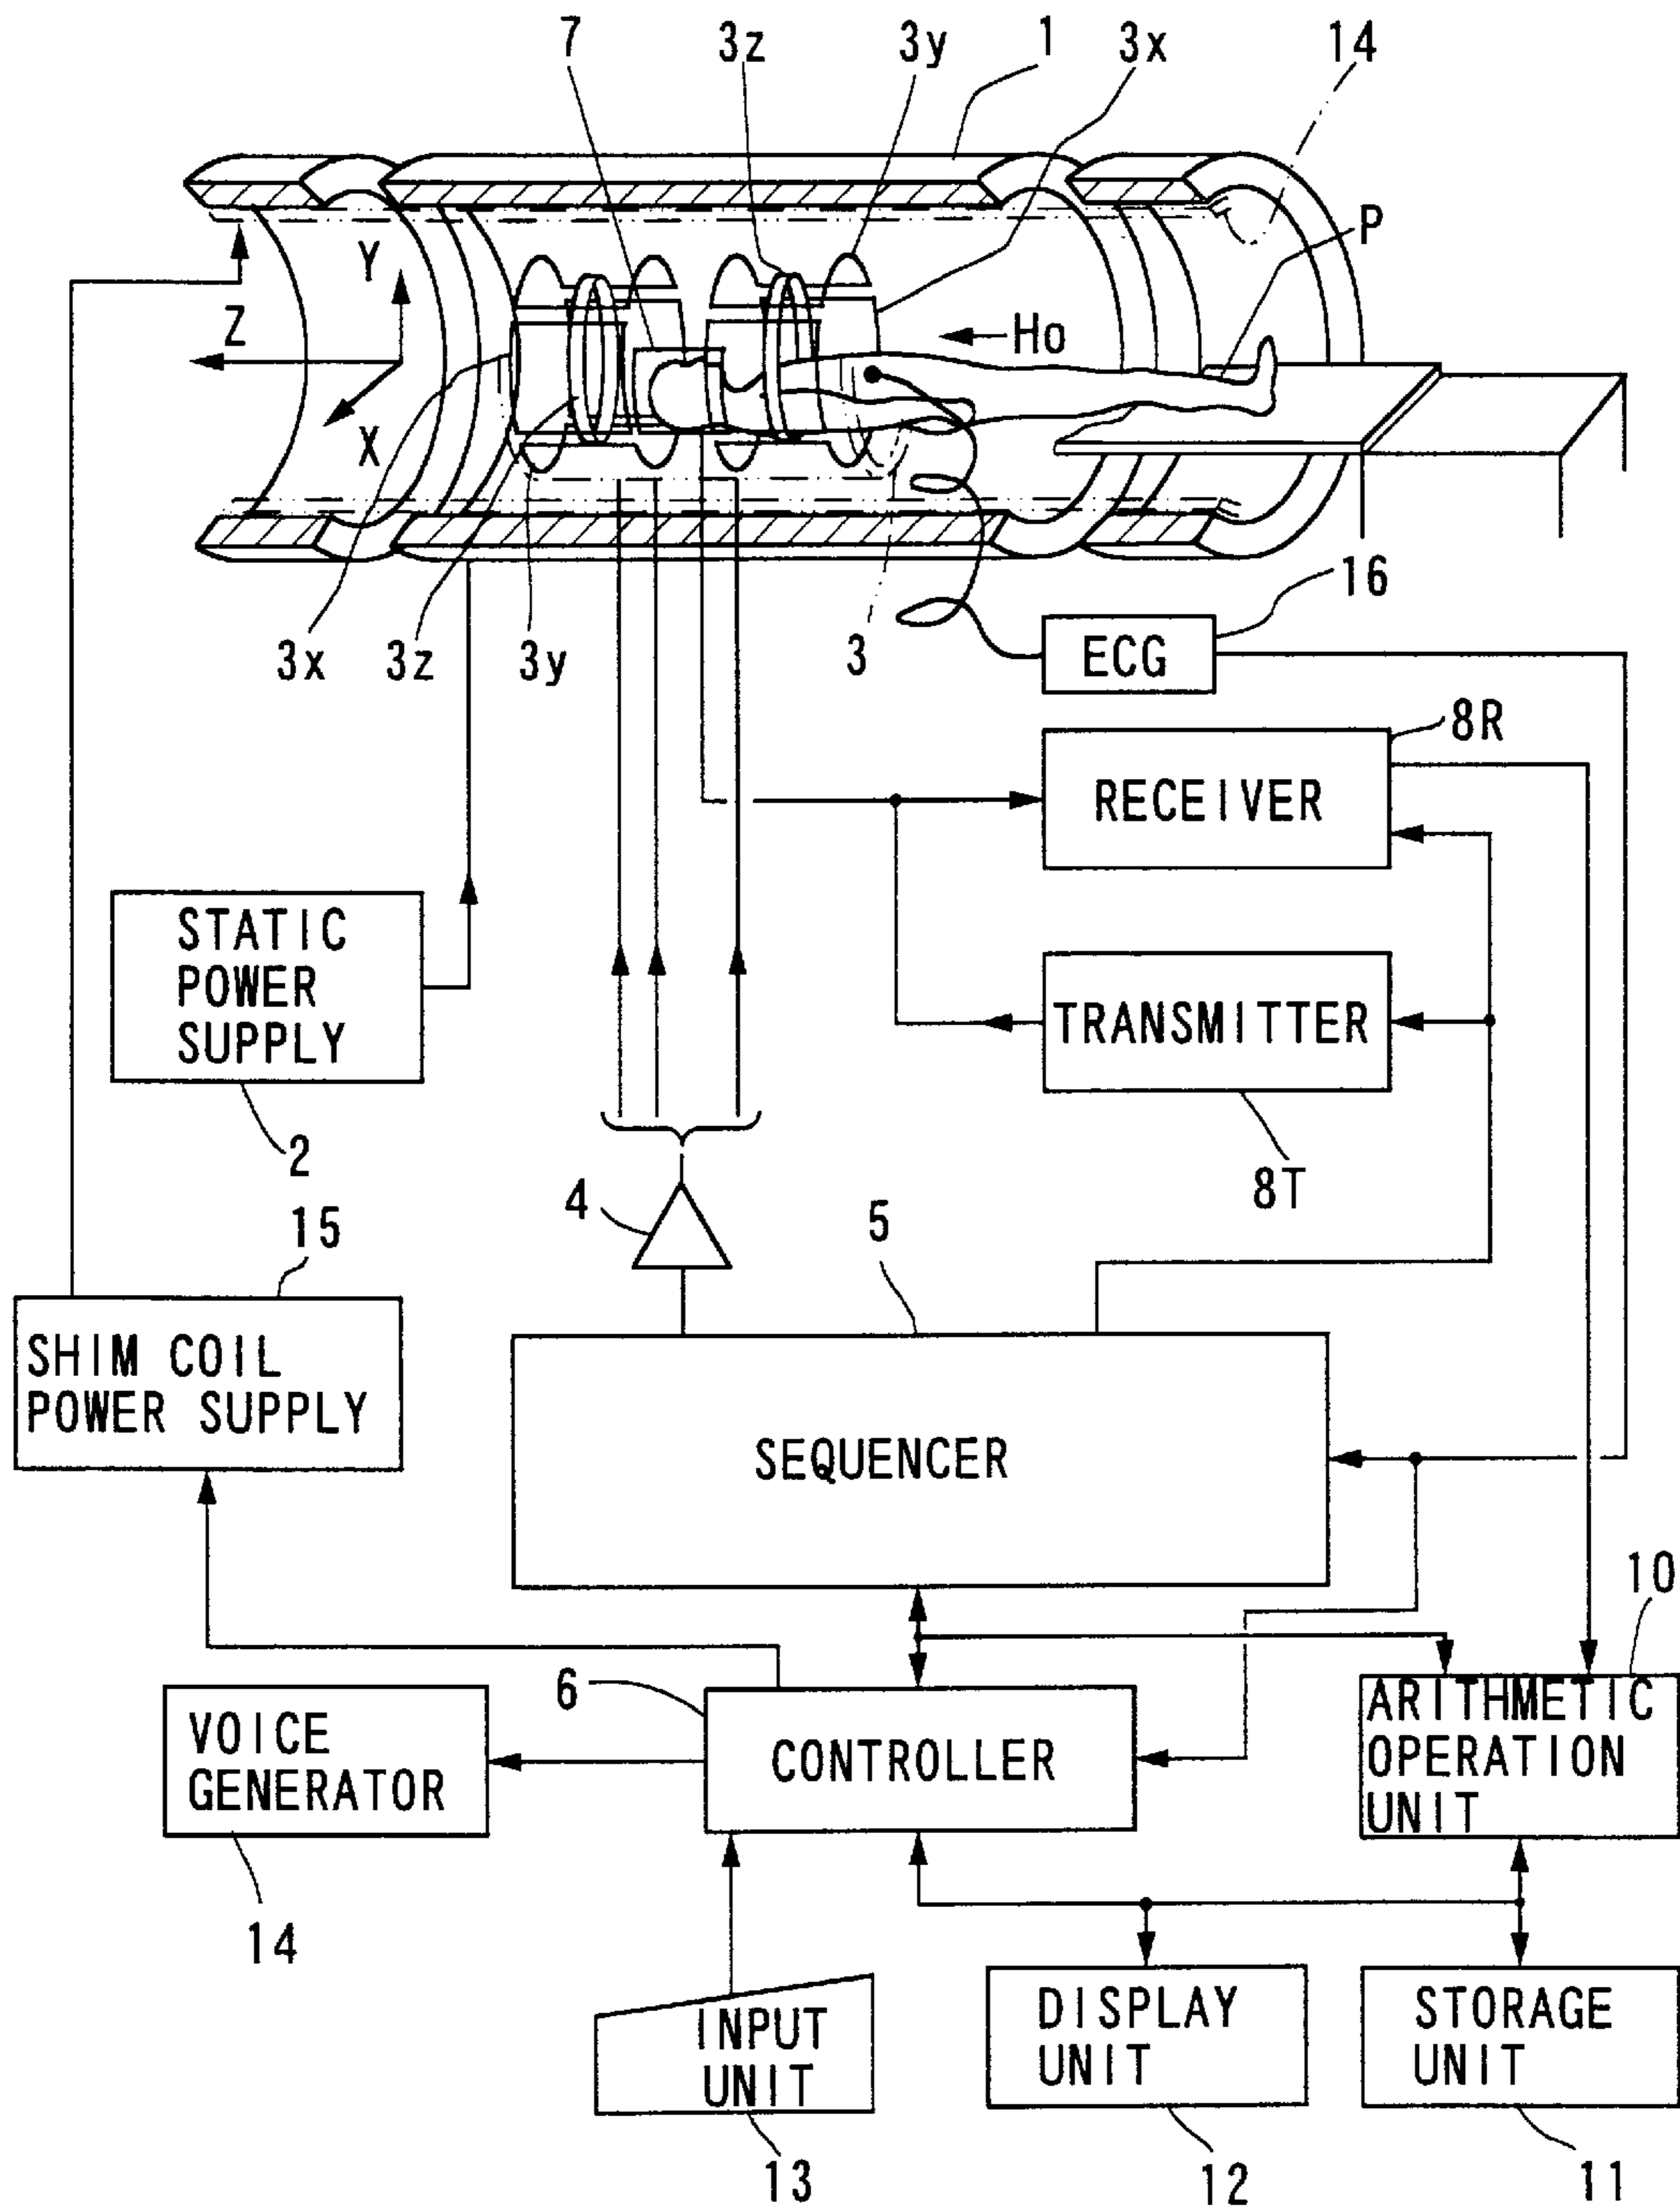 7
3z
3y
1
3x
14
P
Y
Z
Ho
X
3x
3z
3y
3
16
ECG
8R
RECEIVER
STATIC
POWER
SUPPLY
TRANSMITTER
2
8T
4
5
15
SHIM COIL
POWER SUPPLY
SEQUENCER
10
6
VOICE
GENERATOR
CONTROLLER
ARITHMETIC
OPERATION
UNIT
14
INPUT
UNIT
DISPLAY
UNIT
STORAGE
UNIT
13
12
11